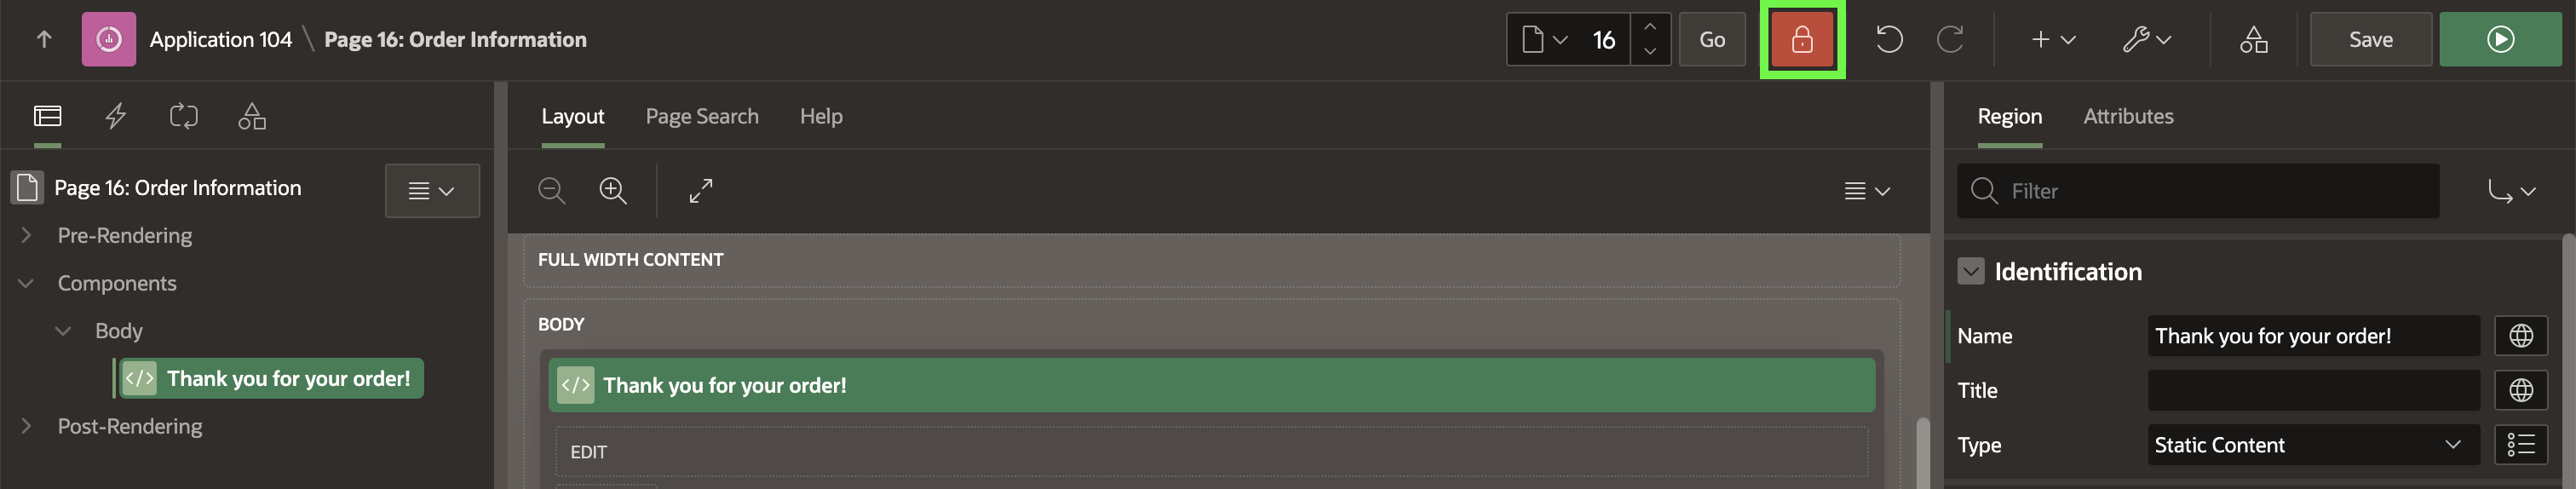 Application 104 \ Page 16: Order Information
16
Go
Save
Layout
Page Search
Help
Region
Attributes
Page 16: Order Information
Pre-Rendering
Components
Body
</> Thank you for your order!
Post-Rendering
FULL WIDTH CONTENT
BODY
</> Thank you for your order!
EDIT
Filter
Identification
Name
Thank you for your order!
Title
Type
Static Content